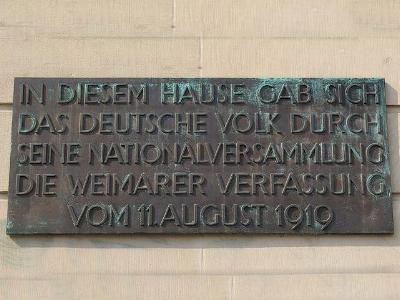 IN DIESEM HAUSE GAB SICH
DAS DEUTSCHE VOLK DURCH
SEINE NATIONALVERSAMMLUNG
DIE WEIMARER VERFASSUNG
VOM 11. AUGUST 1919